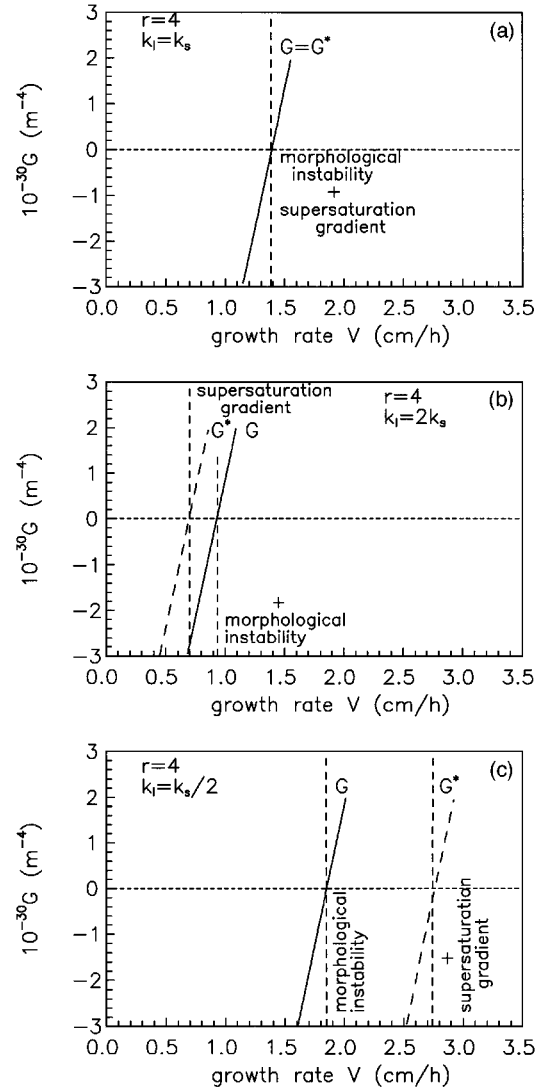 r=4
k_l=k_s
G=G*
(a)
3
2
1
0
−1
−2
−3
10^−30G (m^−4)
morphological
instability
+
supersaturation
gradient
0.0 0.5 1.0 1.5 2.0 2.5 3.0 3.5
growth rate V (cm/h)
supersaturation
gradient
r=4
k_l=2k_s
(b)
G* G
3
2
1
0
−1
−2
−3
10^−30G (m^−4)
+
morphological
instability
0.0 0.5 1.0 1.5 2.0 2.5 3.0 3.5
growth rate V (cm/h)
r=4
k_l=k_s/2
G
G*
(c)
3
2
1
0
−1
−2
−3
10^−30G (m^−4)
morphological
instability
+
supersaturation
gradient
0.0 0.5 1.0 1.5 2.0 2.5 3.0 3.5
growth rate V (cm/h)